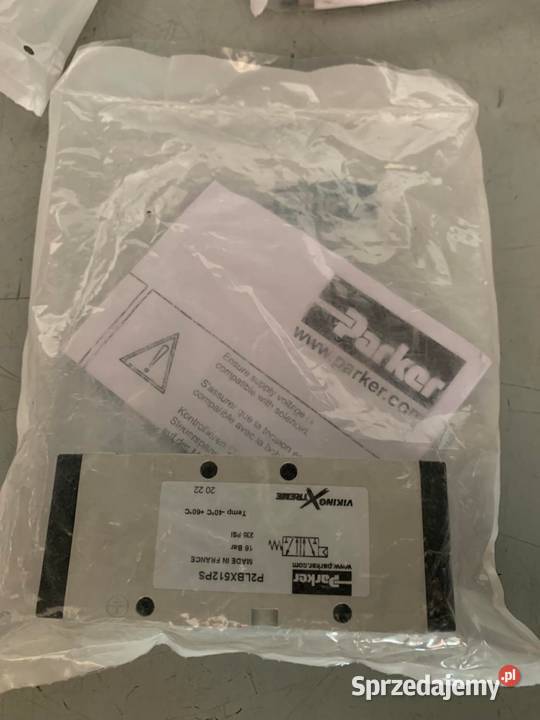 Parker
www.parker.com
Ensure supply voltage is
compatible with solenoid.
S'assurer que la tension e
compatible avec la bob
Kontrollieren
Parker
www.parker.com
P2LBX512PS
MADE IN FRANCE
16 Bar
235 PSI
Temp -40°C +60°C
VIKING XTREME
20 22
Sprzedajemy.pl